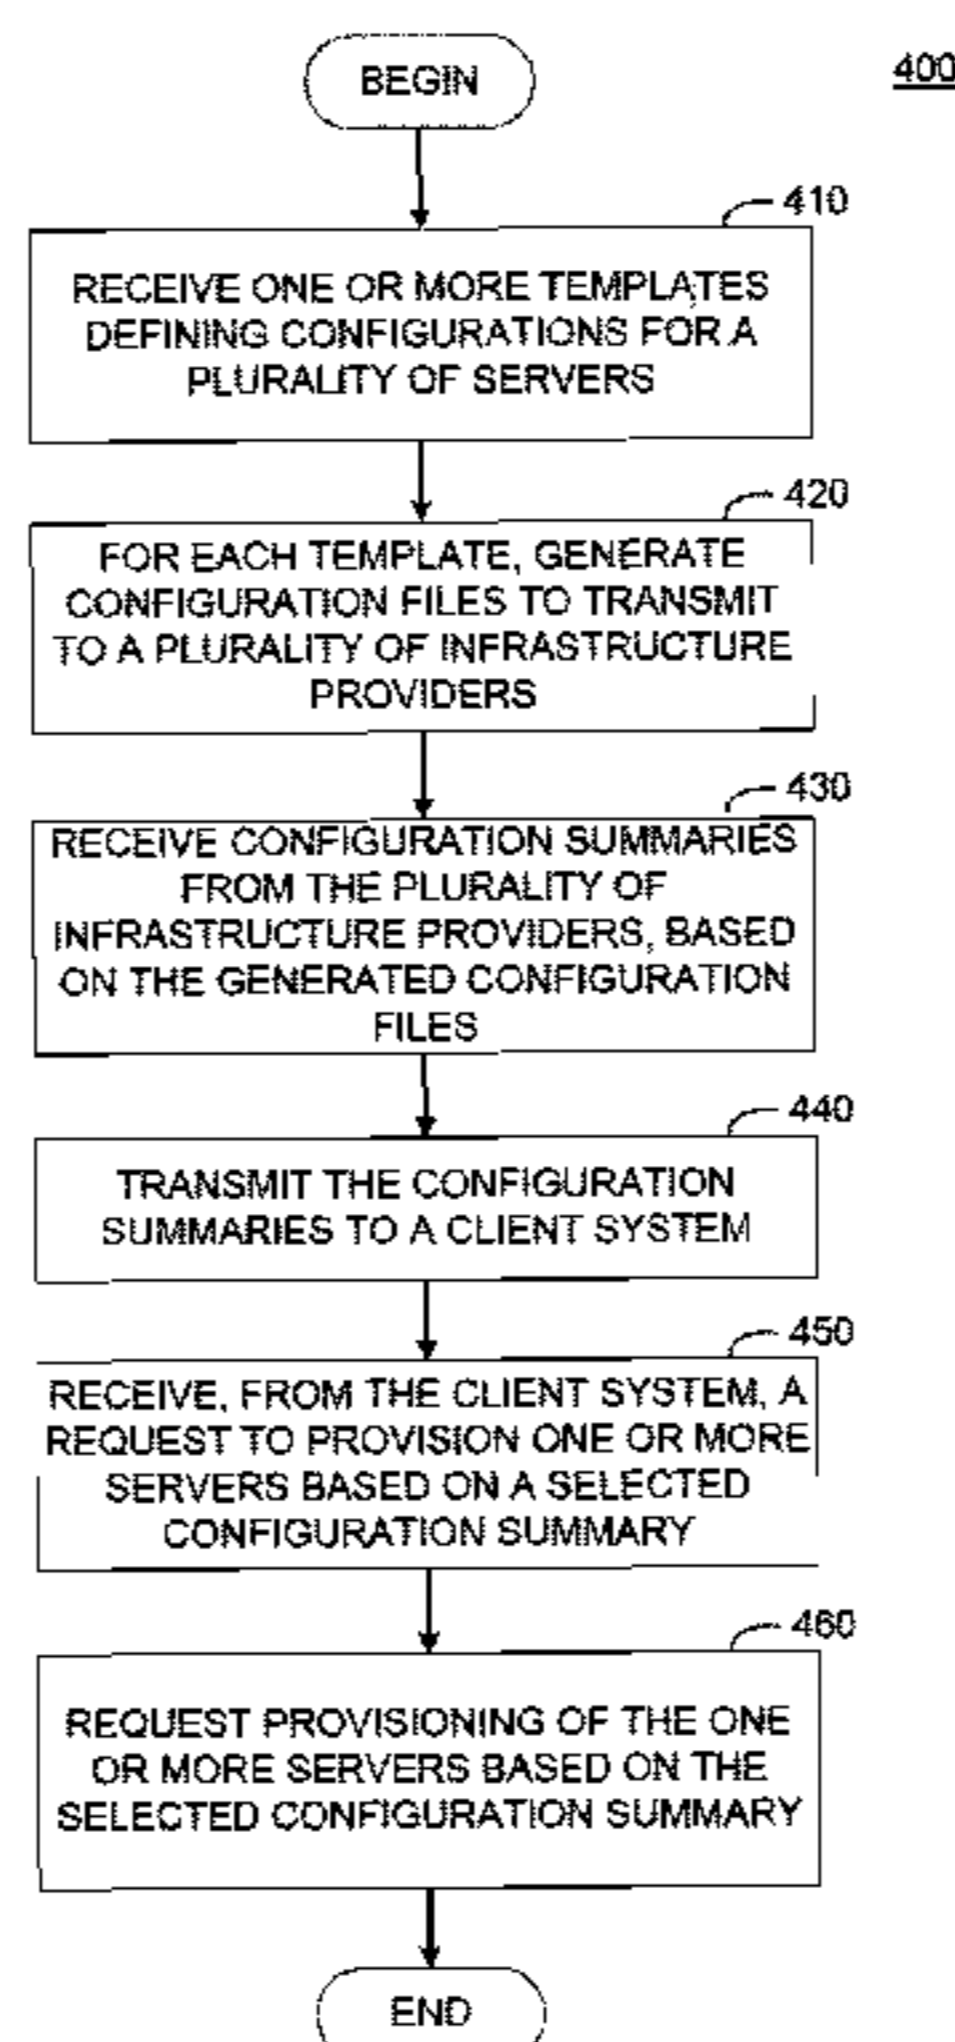 BEGIN
400
410
RECEIVE ONE OR MORE TEMPLATES
DEFINING CONFIGURATIONS FOR A
PLURALITY OF SERVERS
420
FOR EACH TEMPLATE, GENERATE
CONFIGURATION FILES TO TRANSMIT
TO A PLURALITY OF INFRASTRUCTURE
PROVIDERS
430
RECEIVE CONFIGURATION SUMMARIES
FROM THE PLURALITY OF
INFRASTRUCTURE PROVIDERS, BASED
ON THE GENERATED CONFIGURATION
FILES
440
TRANSMIT THE CONFIGURATION
SUMMARIES TO A CLIENT SYSTEM
450
RECEIVE, FROM THE CLIENT SYSTEM, A
REQUEST TO PROVISION ONE OR MORE
SERVERS BASED ON A SELECTED
CONFIGURATION SUMMARY
460
REQUEST PROVISIONING OF THE ONE
OR MORE SERVERS BASED ON THE
SELECTED CONFIGURATION SUMMARY
END